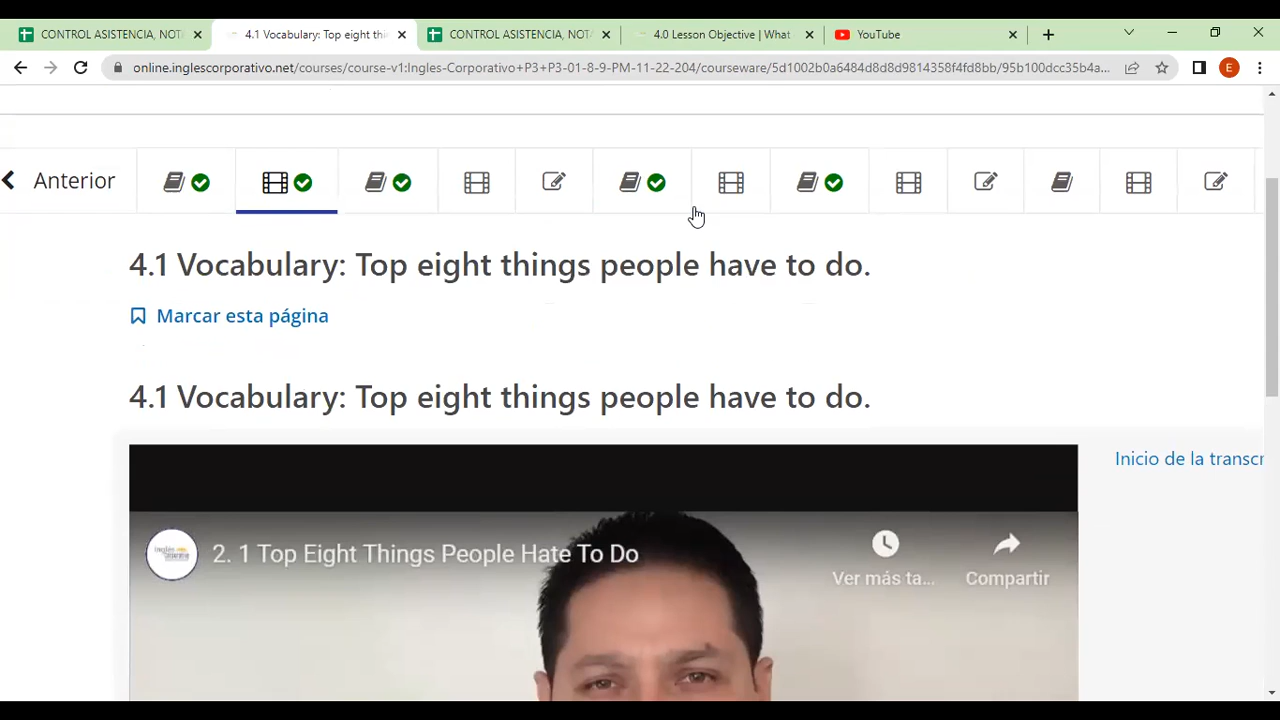 CONTROL ASISTENCIA, NOT
4.1 Vocabulary: Top eight thi
CONTROL ASISTENCIA, NOT
4.0 Lesson Objective | What
YouTube
online.inglescorporativo.net/courses/course-v1:Ingles-Corporativo+P3+P3-01-8-9-PM-11-22-204/courseware/5d1002b0a6484d8d8d9814358f4fd8bb/95b100dcc35b4a...
E
Anterior
4.1 Vocabulary: Top eight things people have to do.
Marcar esta página
4.1 Vocabulary: Top eight things people have to do.
Inicio de la transcr
2. 1 Top Eight Things People Hate To Do
Ver más ta...
Compartir